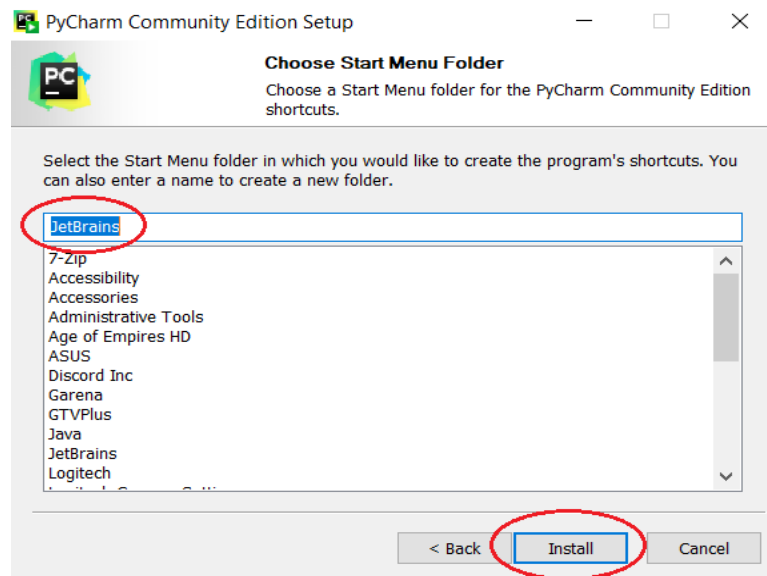 PyCharm Community Edition Setup
PC
Choose Start Menu Folder
Choose a Start Menu folder for the PyCharm Community Edition
shortcuts.
Select the Start Menu folder in which you would like to create the program's shortcuts. You
can also enter a name to create a new folder.
JetBrains
7-Zip
Accessibility
Accessories
Administrative Tools
Age of Empires HD
ASUS
Discord Inc
Garena
GTVPlus
Java
JetBrains
Logitech
< Back
Install
Cancel